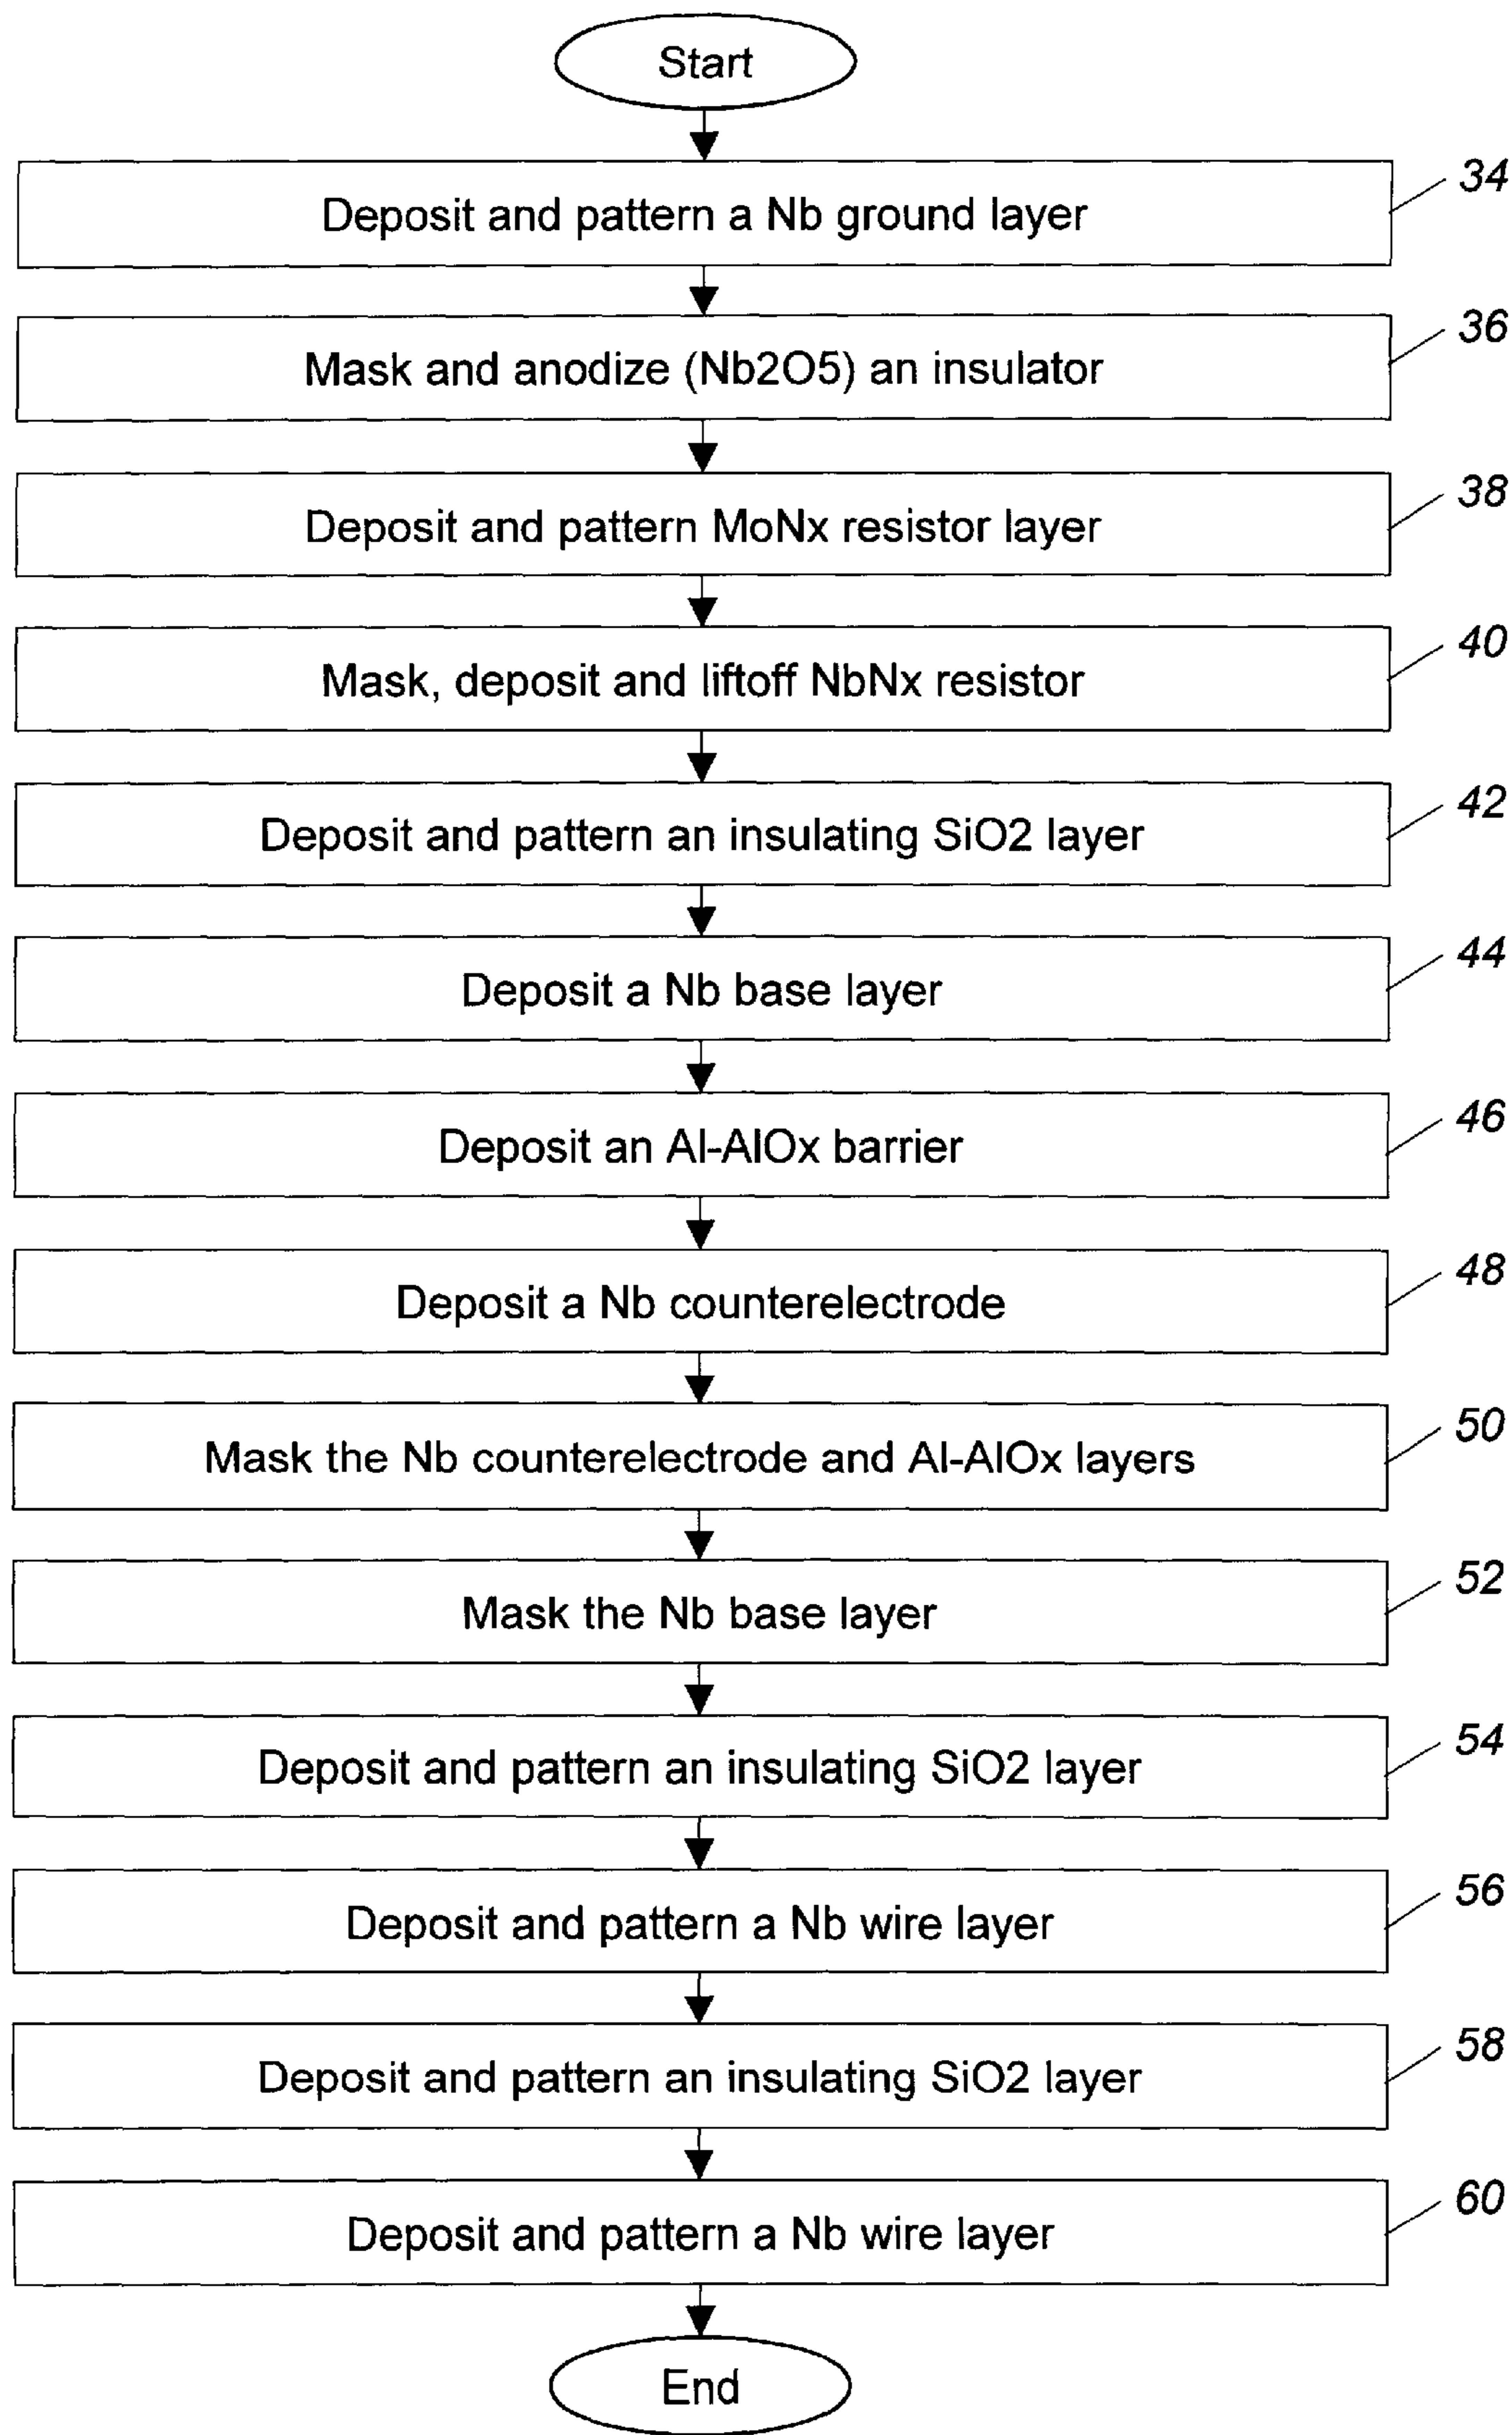 Start
Deposit and pattern a Nb ground layer
34
Mask and anodize (Nb2O5) an insulator
36
Deposit and pattern MoNx resistor layer
38
Mask, deposit and liftoff NbNx resistor
40
Deposit and pattern an insulating SiO2 layer
42
Deposit a Nb base layer
44
Deposit an Al-AlOx barrier
46
Deposit a Nb counterelectrode
48
Mask the Nb counterelectrode and Al-AlOx layers
50
Mask the Nb base layer
52
Deposit and pattern an insulating SiO2 layer
54
Deposit and pattern a Nb wire layer
56
Deposit and pattern an insulating SiO2 layer
58
Deposit and pattern a Nb wire layer
60
End